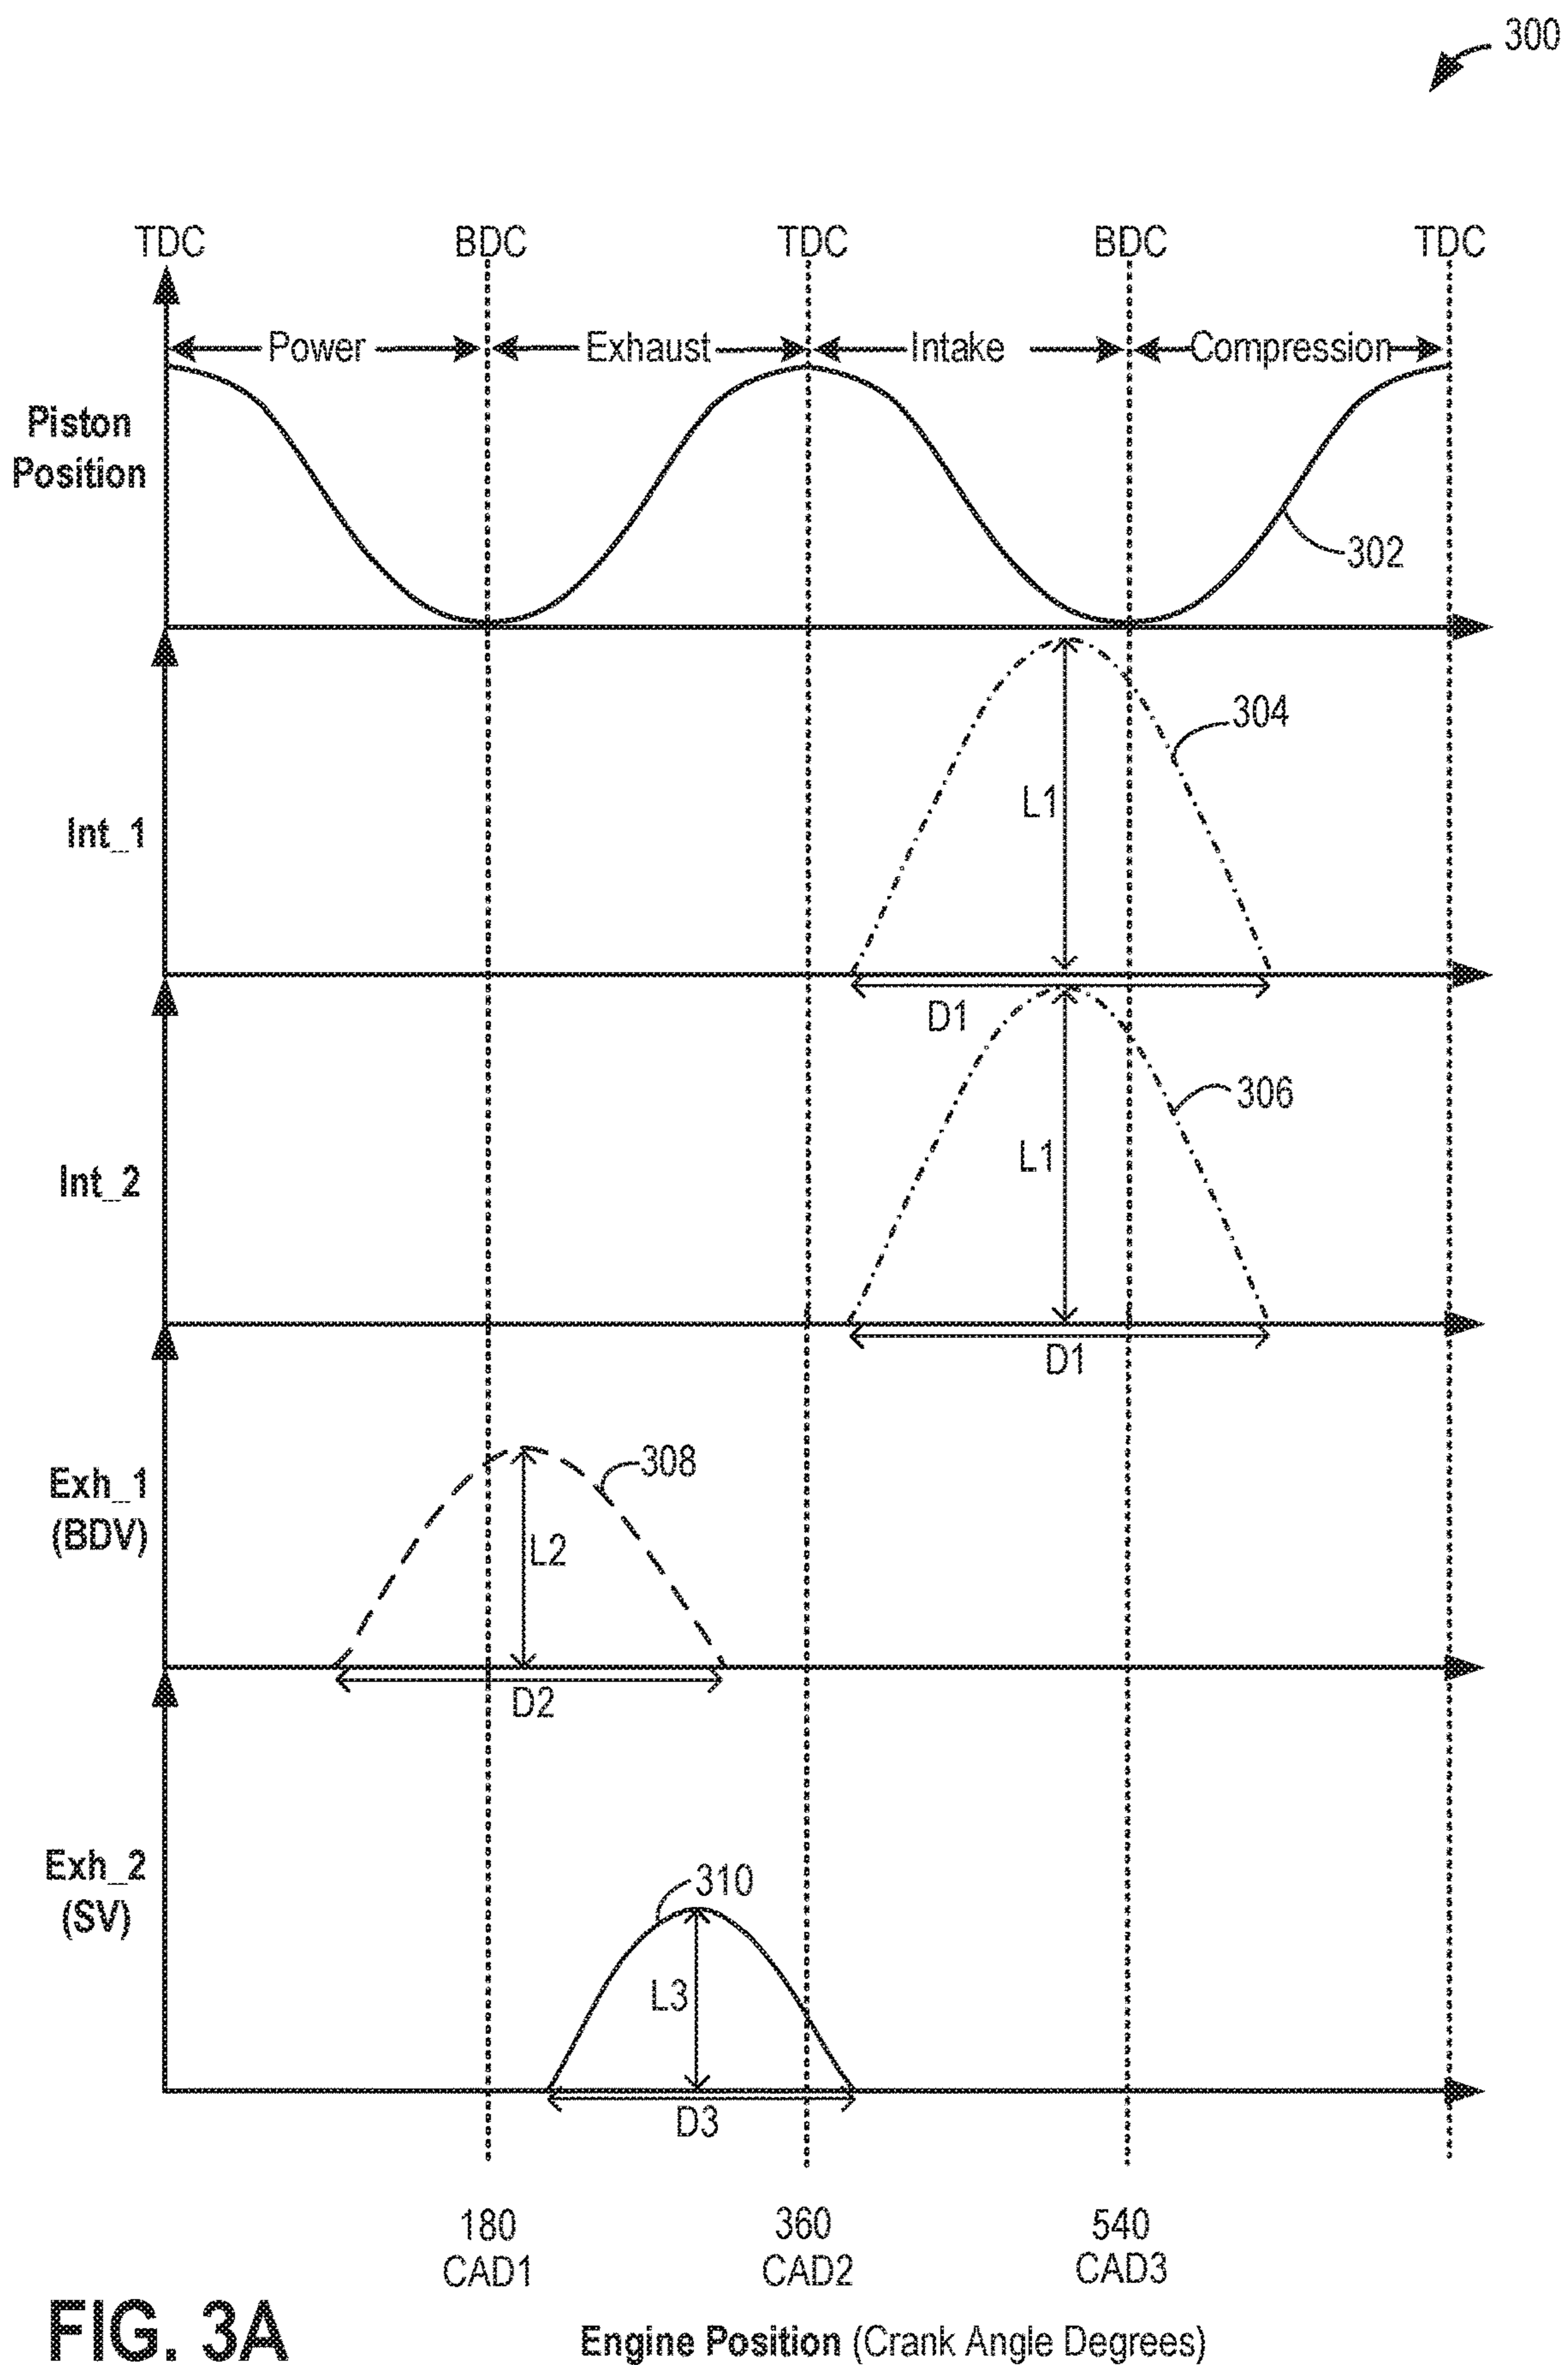 300
TDC BDC TDC BDC TDC
Power Exhaust Intake Compression
Piston
Position
302
304
L1
Int_1
D1
306
L1
Int_2
D1
308
Exh_1
(BDV)
L2
D2
310
Exh_2
(SV)
L3
D3
180 360 540
CAD1 CAD2 CAD3
FIG. 3A
Engine Position (Crank Angle Degrees)